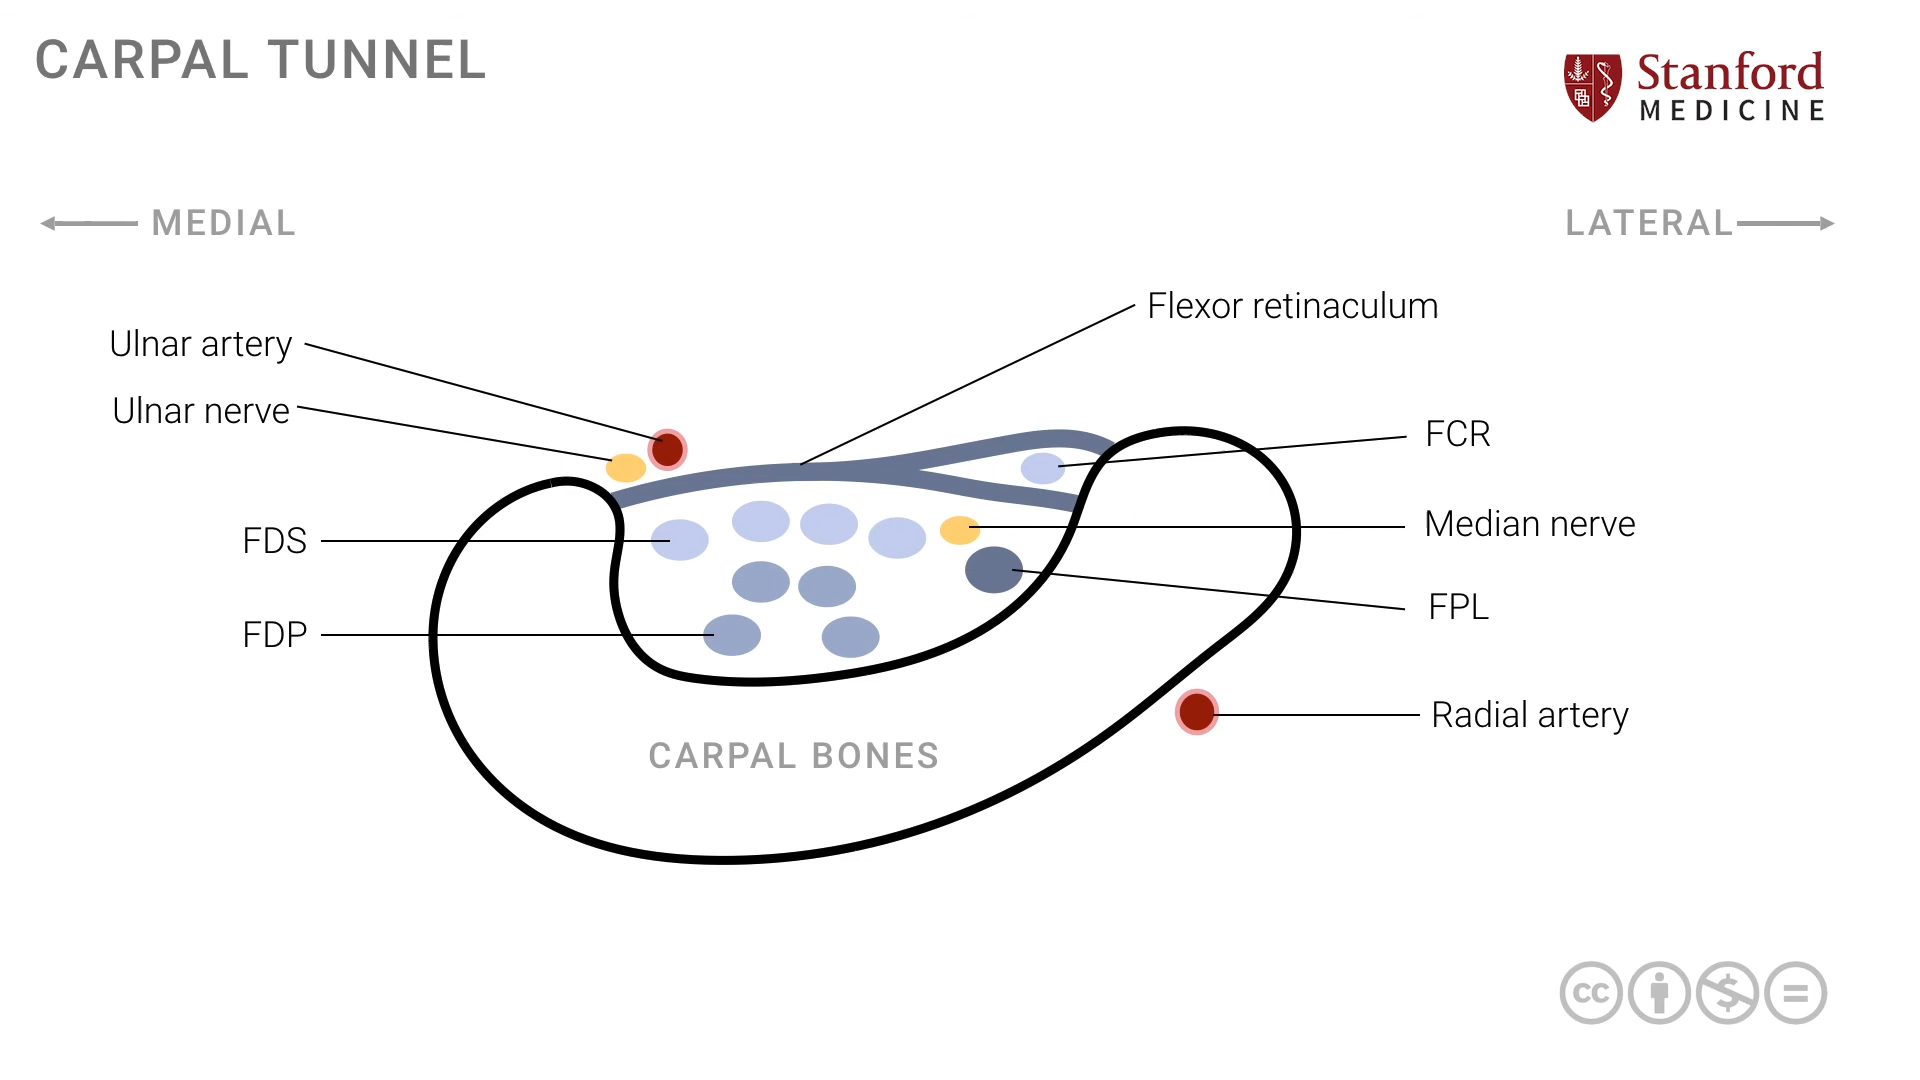 CARPAL TUNNEL
Stanford
MEDICINE
MEDIAL
LATERAL
Flexor retinaculum
Ulnar artery
Ulnar nerve
FCR
Median nerve
FDS
FPL
FDP
Radial artery
CARPAL BONES
cc